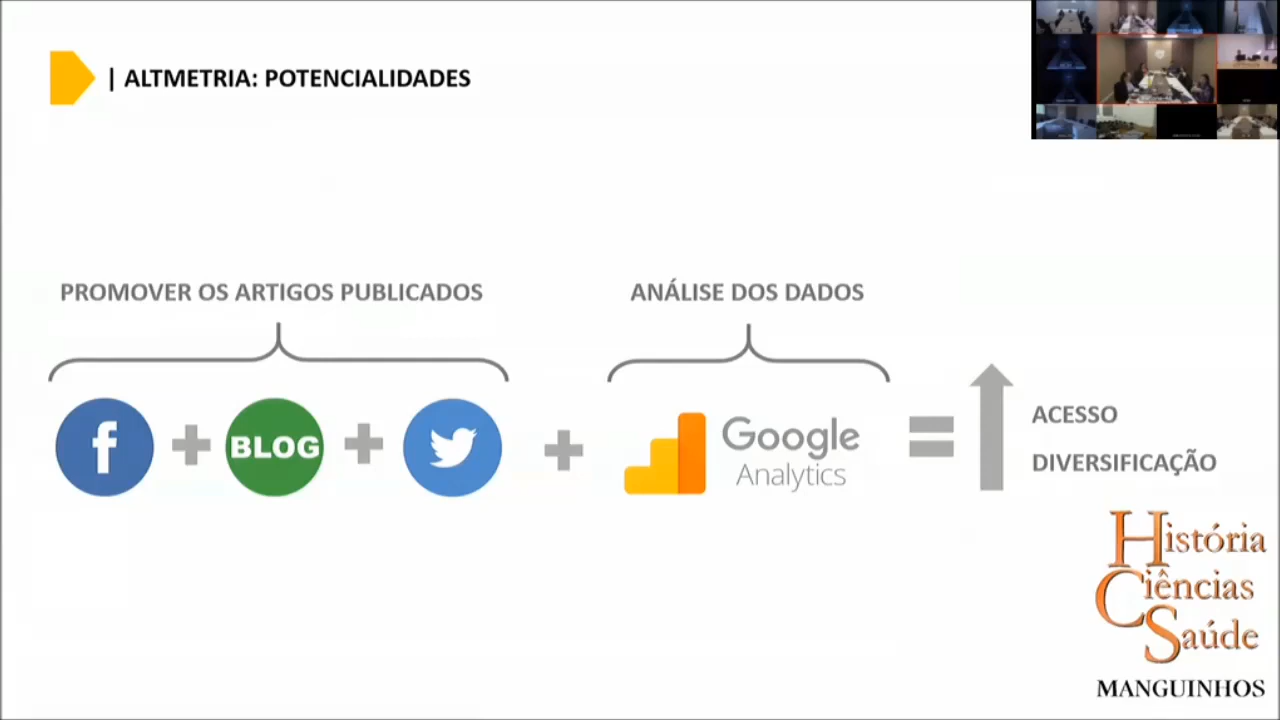 | ALTMETRIA: POTENCIALIDADES
PROMOVER OS ARTIGOS PUBLICADOS
ANÁLISE DOS DADOS
f + BLOG + + Google
Analytics
=
ACESSO
DIVERSIFICAÇÃO
História
Ciências
Saúde
MANGUINHOS